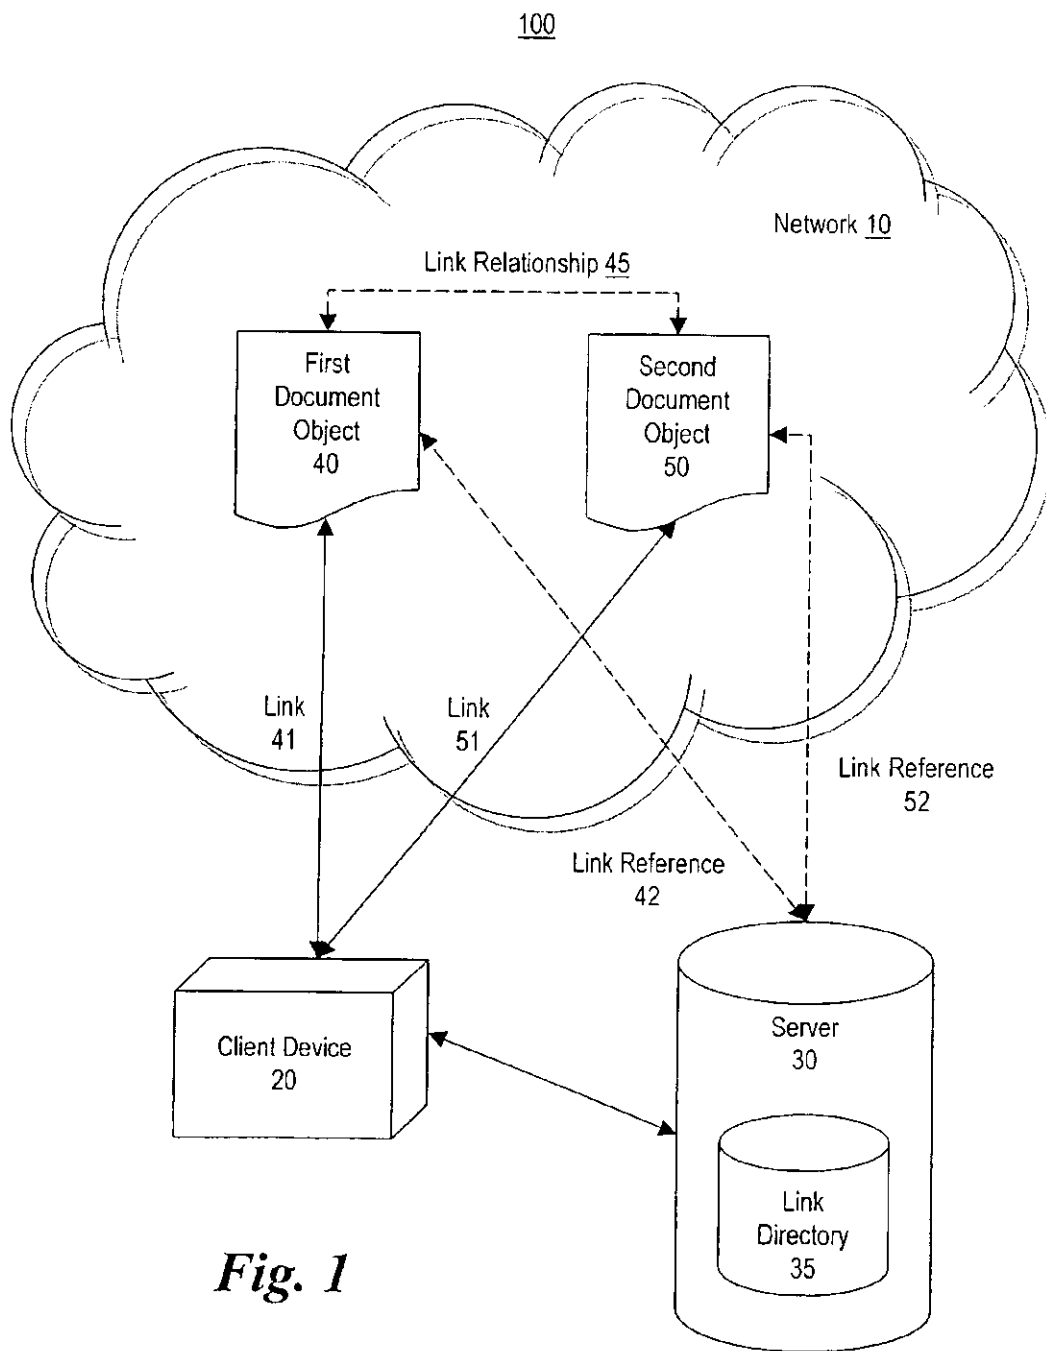 100
Network 10
Link Relationship 45
First
Document
Object
40
Second
Document
Object
50
Link
41
Link
51
Link Reference
52
Link Reference
42
Client Device
20
Server
30
Link
Directory
35
Fig. 1